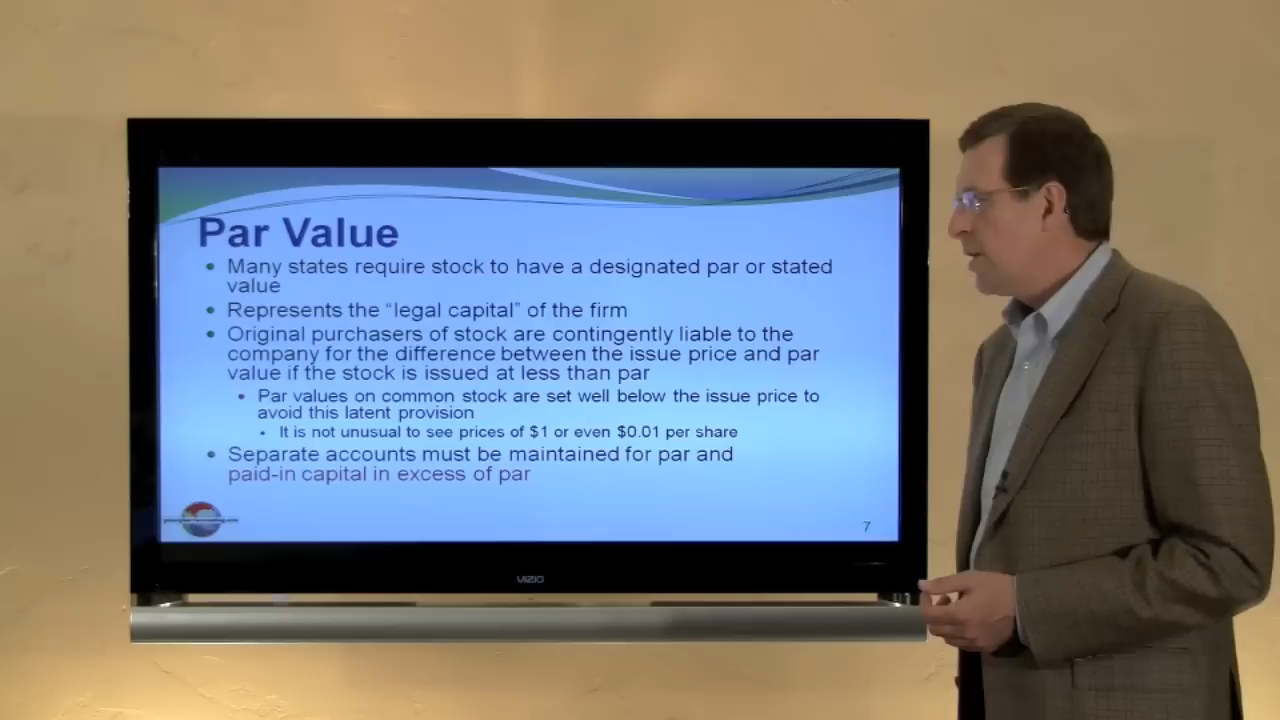 Par Value
• Many states require stock to have a designated par or stated
value
• Represents the “legal capital” of the firm
• Original purchasers of stock are contingently liable to the
company for the difference between the issue price and par
value if the stock is issued at less than par
• Par values on common stock are set well below the issue price to
avoid this latent provision
• It is not unusual to see prices of $1 or even $0.01 per share
• Separate accounts must be maintained for par and
paid-in capital in excess of par
7
VIZIO